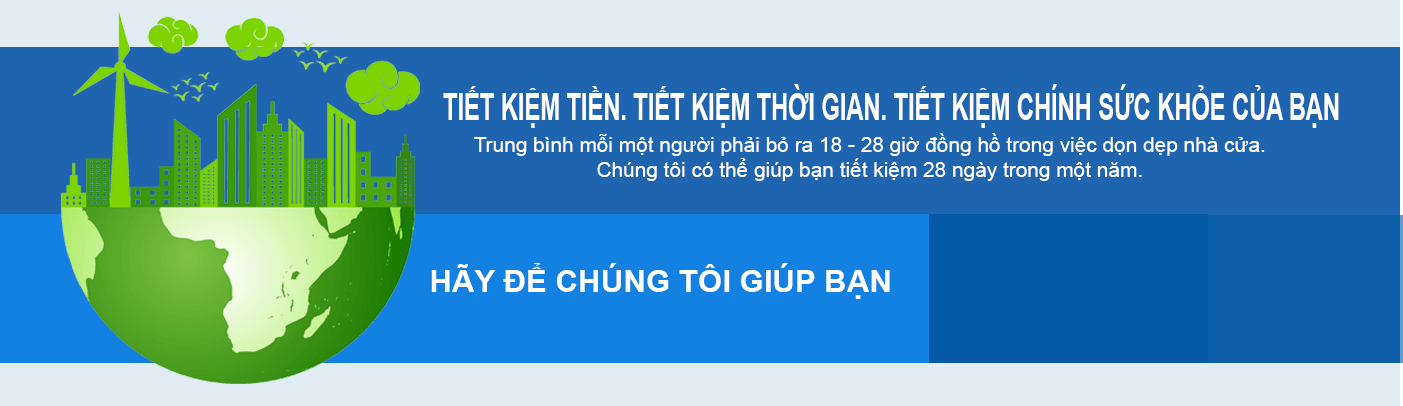 TIẾT KIỆM TIỀN. TIẾT KIỆM THỜI GIAN. TIẾT KIỆM CHÍNH SỨC KHỎE CỦA BẠN
Trung bình mỗi một người phải bỏ ra 18 - 28 giờ đồng hồ trong việc dọn dẹp nhà cửa.
Chúng tôi có thể giúp bạn tiết kiệm 28 ngày trong một năm.
HÃY ĐỂ CHÚNG TÔI GIÚP BẠN